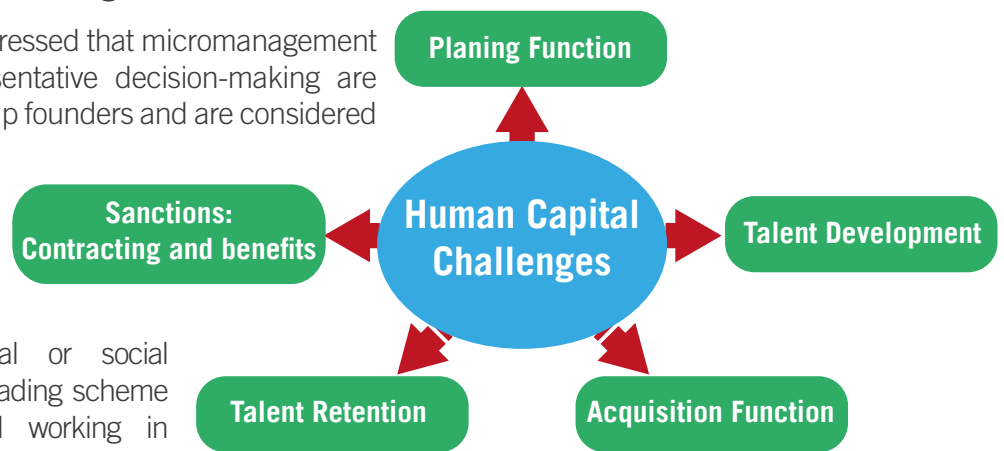 ressed that micromanagement
sentative decision-making are
p founders and are considered
Planing Function
Sanctions:
Contracting and benefits
Human Capital
Challenges
Talent Development
al or social
ading scheme
working in
Talent Retention
Acquisition Function